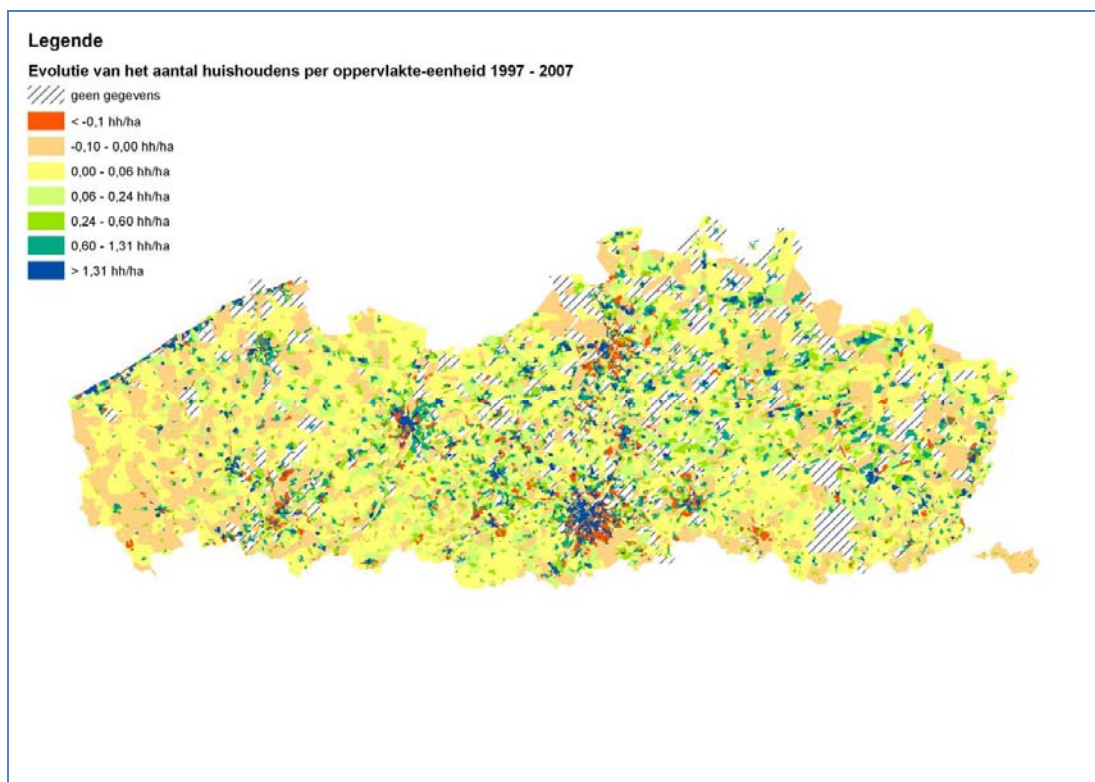 Legende
Evolutie van het aantal huishoudens per oppervlakte-eenheid 1997 - 2007
geen gegevens
< -0,1 hh/ha
-0,10 - 0,00 hh/ha
0,00 - 0,06 hh/ha
0,06 - 0,24 hh/ha
0,24 - 0,60 hh/ha
0,60 - 1,31 hh/ha
> 1,31 hh/ha